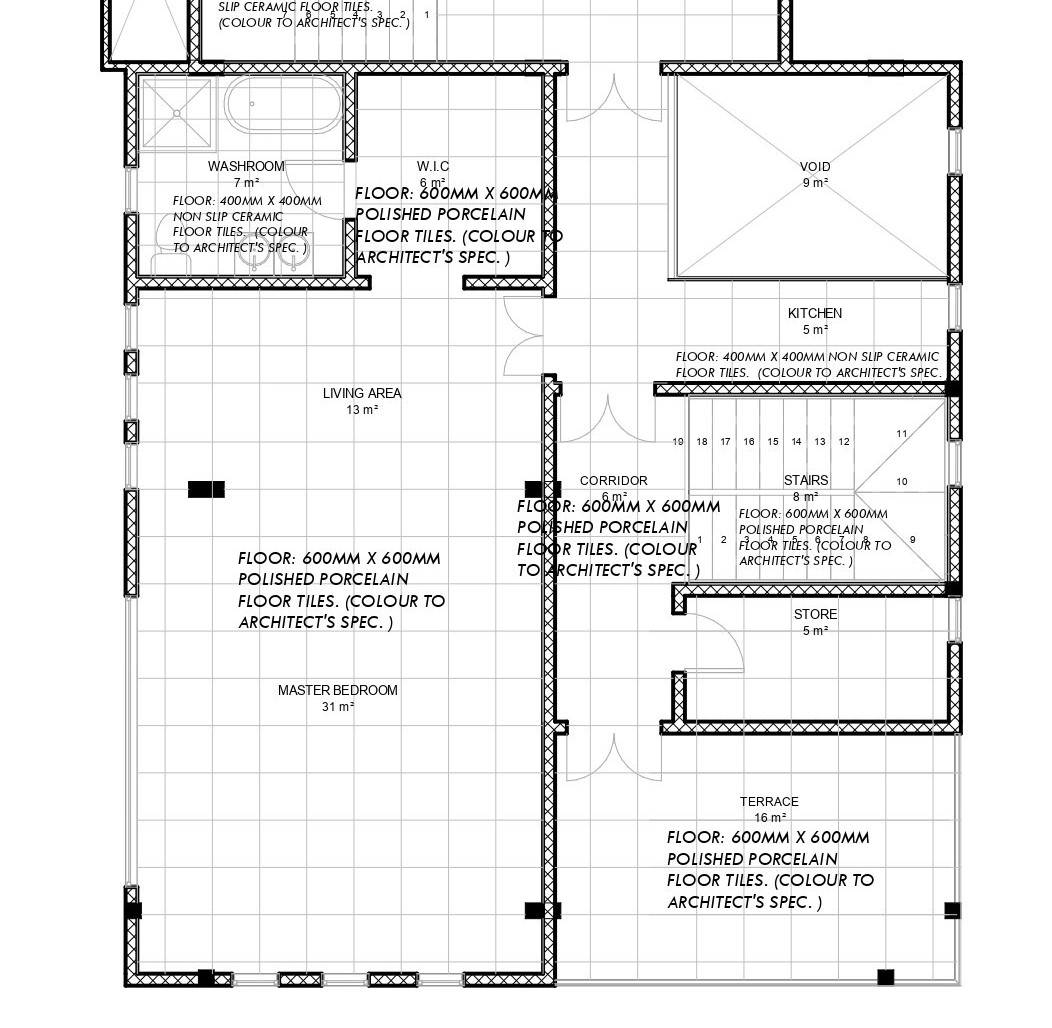 SLIP CERAMIC FLOOR TILES.
(COLOUR TO ARCHITECT'S SPEC. )
7 6 5 4 3 2 1
WASHROOM
7 m²
FLOOR: 400MM X 400MM
NON SLIP CERAMIC
FLOOR TILES. (COLOUR
TO ARCHITECT'S SPEC. )
W.I.C
6 m²
FLOOR: 600MM X 600MM
POLISHED PORCELAIN
FLOOR TILES. (COLOUR TO
ARCHITECT'S SPEC. )
VOID
9 m²
KITCHEN
5 m²
FLOOR: 400MM X 400MM NON SLIP CERAMIC
FLOOR TILES. (COLOUR TO ARCHITECT'S SPEC.
LIVING AREA
13 m²
19 18 17 16 15 14 13 12 11
10
CORRIDOR
6 m²
FLOOR: 600MM X 600MM
POLISHED PORCELAIN
FLOOR TILES. (COLOUR
TO ARCHITECT'S SPEC. )
STAIRS
8 m²
FLOOR: 600MM X 600MM
POLISHED PORCELAIN
FLOOR TILES. (COLOUR TO
ARCHITECT'S SPEC. )
1 2 3 4 5 6 7 8 9
FLOOR: 600MM X 600MM
POLISHED PORCELAIN
FLOOR TILES. (COLOUR TO
ARCHITECT'S SPEC. )
STORE
5 m²
MASTER BEDROOM
31 m²
TERRACE
16 m²
FLOOR: 600MM X 600MM
POLISHED PORCELAIN
FLOOR TILES. (COLOUR TO
ARCHITECT'S SPEC. )